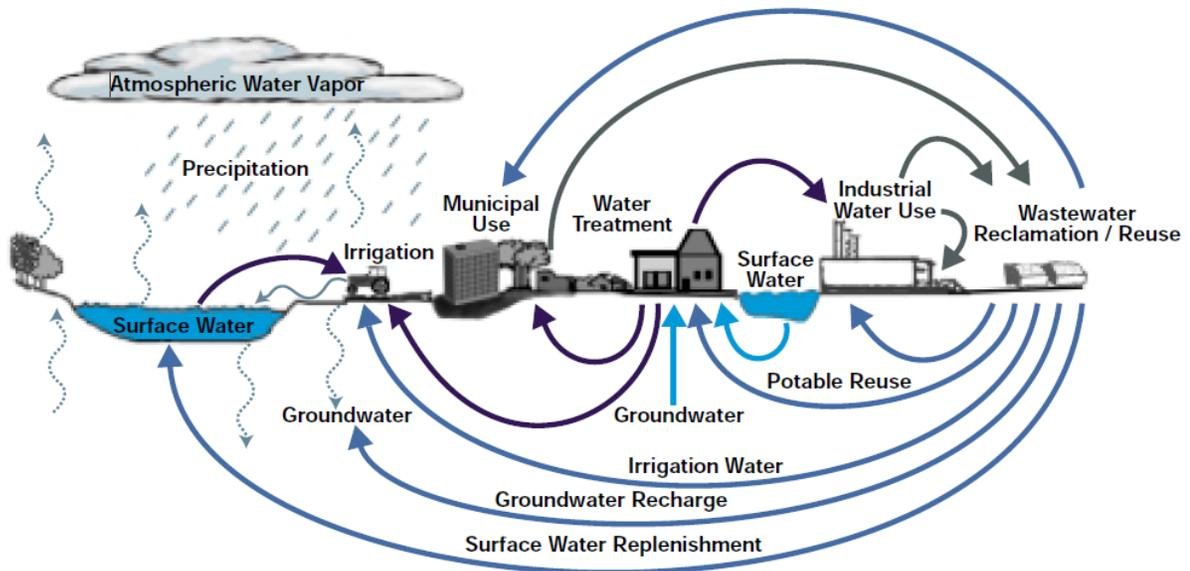 Atmospheric Water Vapor
Precipitation
Municipal
Use
Water
Treatment
Industrial
Water Use
Wastewater
Reclamation / Reuse
Irrigation
Surface
Water
Surface Water
Potable Reuse
Groundwater
Groundwater
Irrigation Water
Groundwater Recharge
Surface Water Replenishment